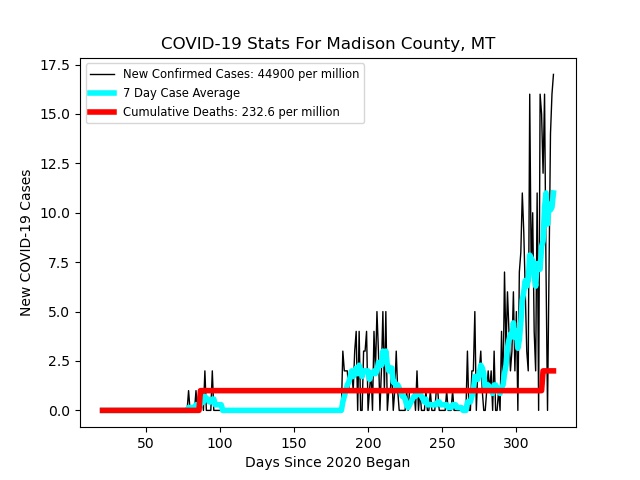 COVID-19 Stats For Madison County, MT
New Confirmed Cases: 44900 per million
7 Day Case Average
Cumulative Deaths: 232.6 per million
New COVID-19 Cases
17.5
15.0
12.5
10.0
7.5
5.0
2.5
0.0
50 100 150 200 250 300
Days Since 2020 Began